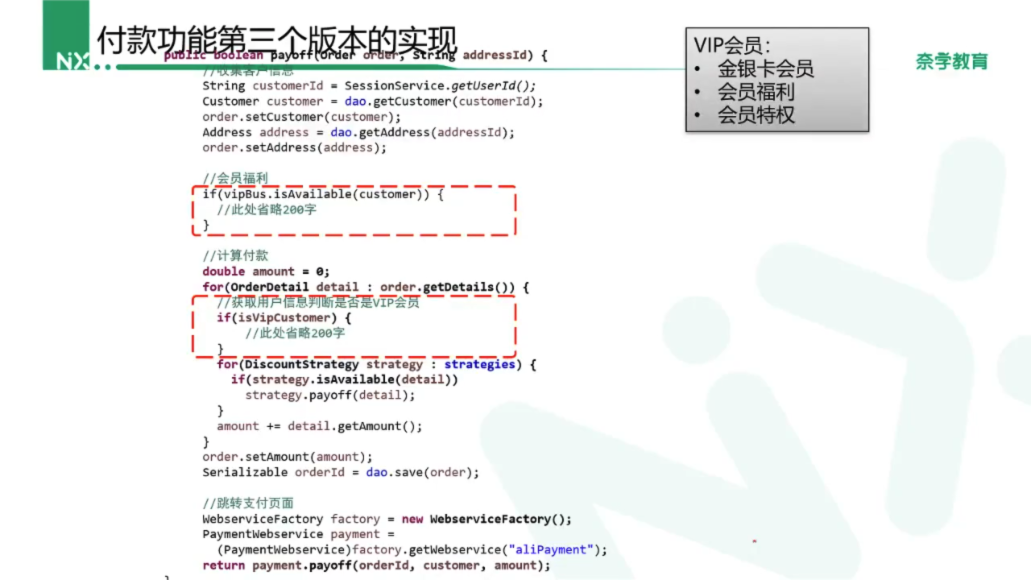 付款功能第三个版本的实现
NX
VIP会员：
• 金银卡会员
• 会员福利
• 会员特权
奈学教育
public boolean payoff(Order order, String addressId) {
//收集客户信息
String customerId = SessionService.getUserId();
Customer customer = dao.getCustomer(customerId);
order.setCustomer(customer);
Address address = dao.getAddress(addressId);
order.setAddress(address);
//会员福利
if(vipBus.isAvailable(customer)) {
//此处省略200字
}
//计算付款
double amount = 0;
for(OrderDetail detail : order.getDetails()) {
//获取用户信息判断是否是VIP会员
if(isVipCustomer) {
//此处省略200字
}
for(DiscountStrategy strategy : strategies) {
if(strategy.isAvailable(detail))
strategy.payoff(detail);
}
amount += detail.getAmount();
}
order.setAmount(amount);
Serializable orderId = dao.save(order);
//跳转支付页面
WebserviceFactory factory = new WebserviceFactory();
PaymentWebservice payment =
(PaymentWebservice)factory.getWebservice("aliPayment");
return payment.payoff(orderId, customer, amount);
}